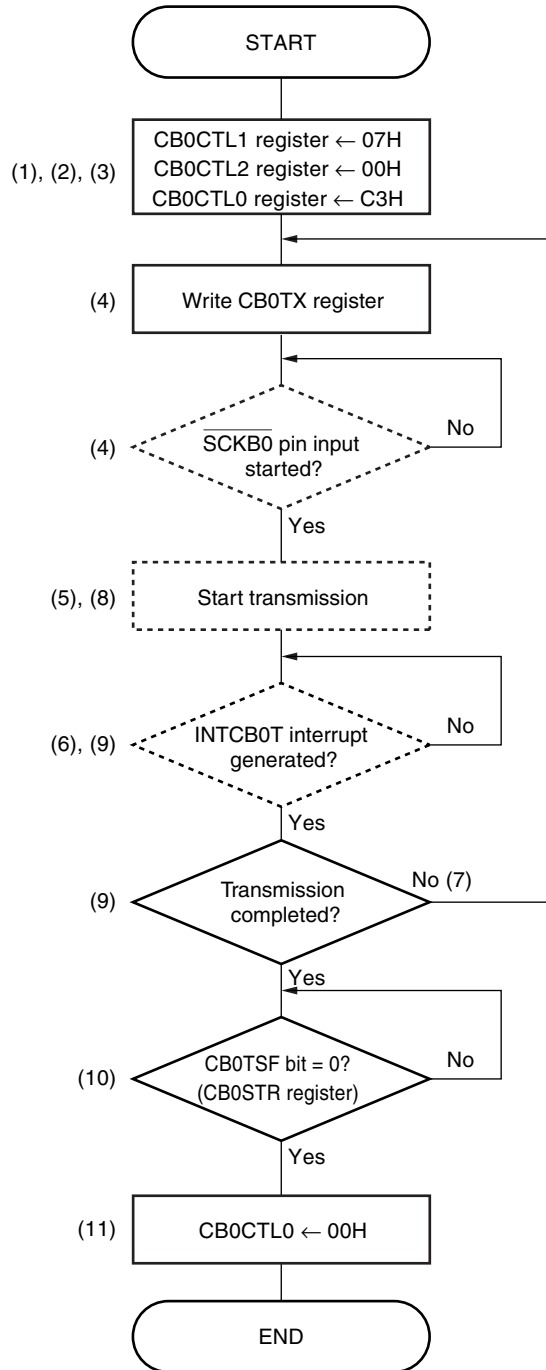 START
(1), (2), (3)
CB0CTL1 register ← 07H
CB0CTL2 register ← 00H
CB0CTL0 register ← C3H
(4)
Write CB0TX register
(4)
SCKB0 pin input
started?
No
Yes
(5), (8)
Start transmission
(6), (9)
INTCB0T interrupt
generated?
No
Yes
(9)
Transmission
completed?
No (7)
Yes
(10)
CB0TSF bit = 0?
(CB0STR register)
No
Yes
(11)
CB0CTL0 ← 00H
END